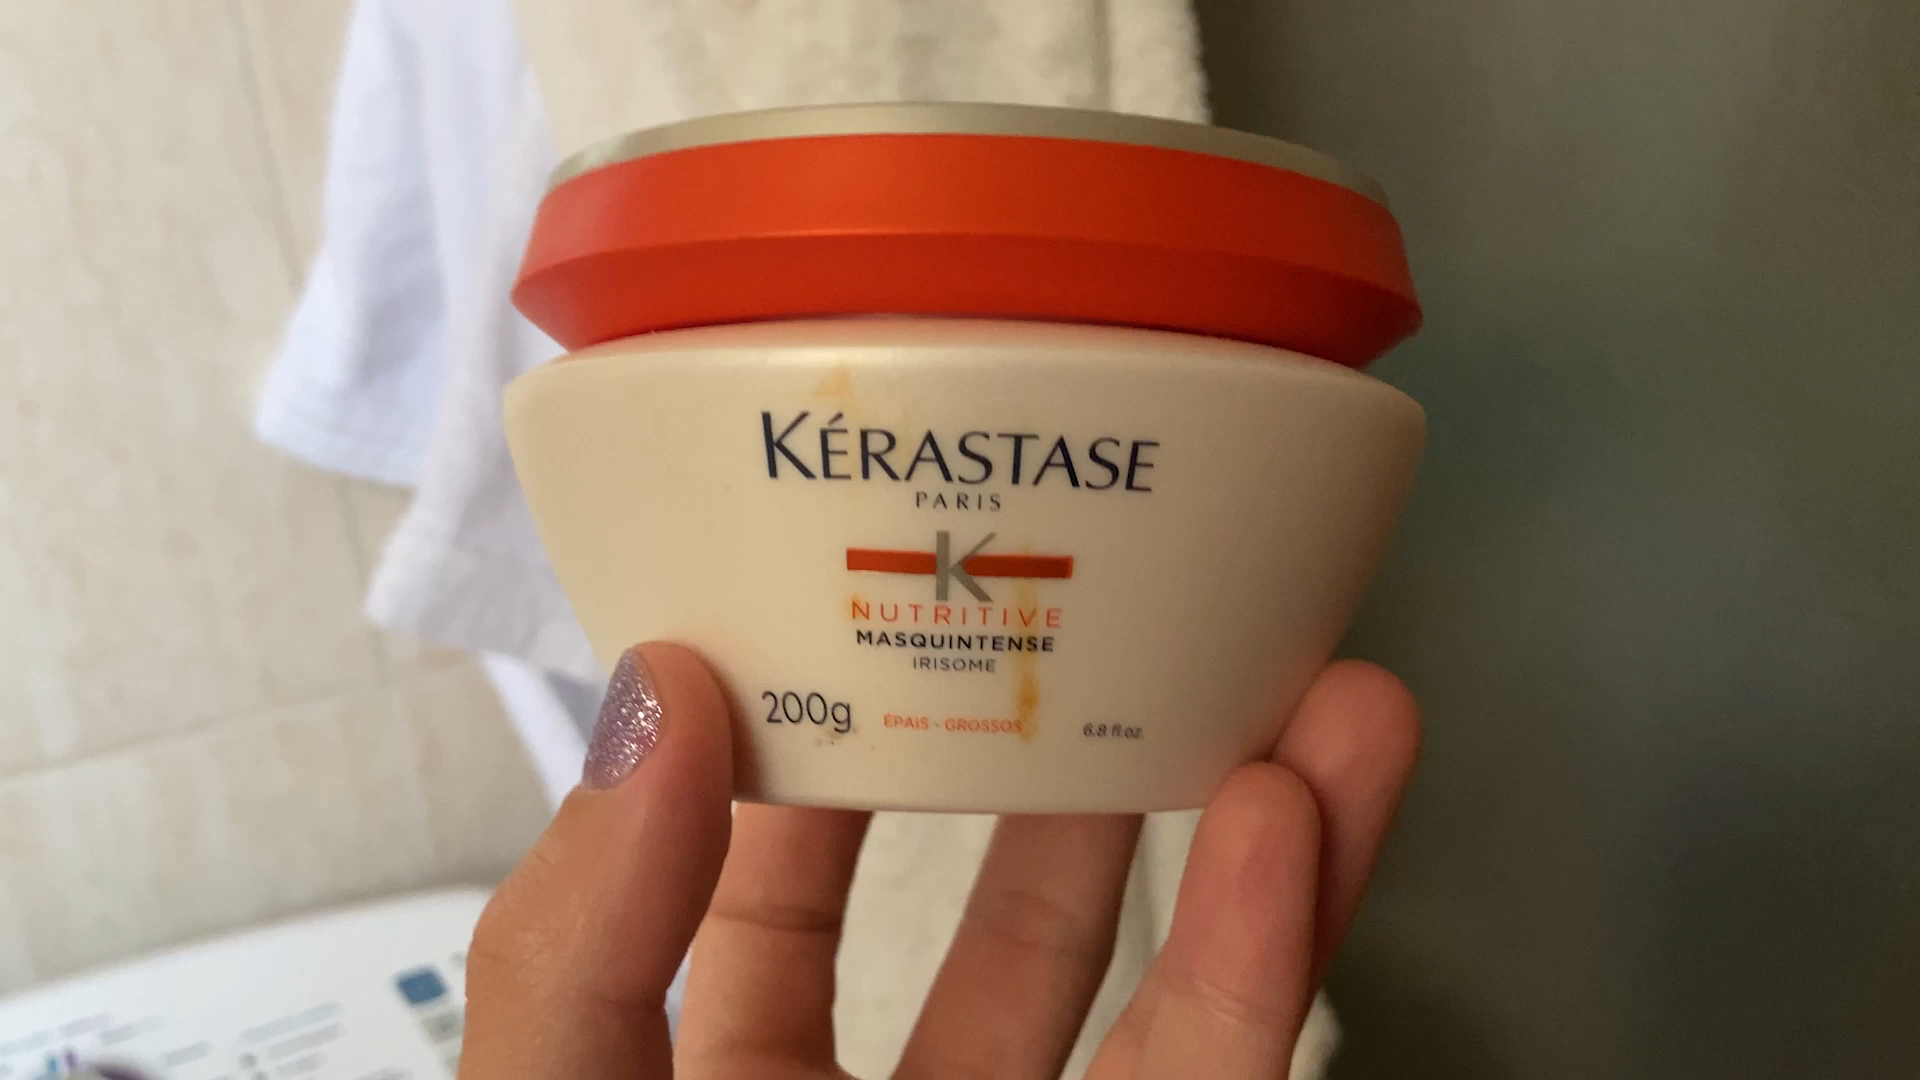 KÉRASTASE
PARIS
K
NUTRITIVE
MASQUINTENSE
IRISOME
200g ÉPAIS - GROSSOS 6.8 fl.oz.